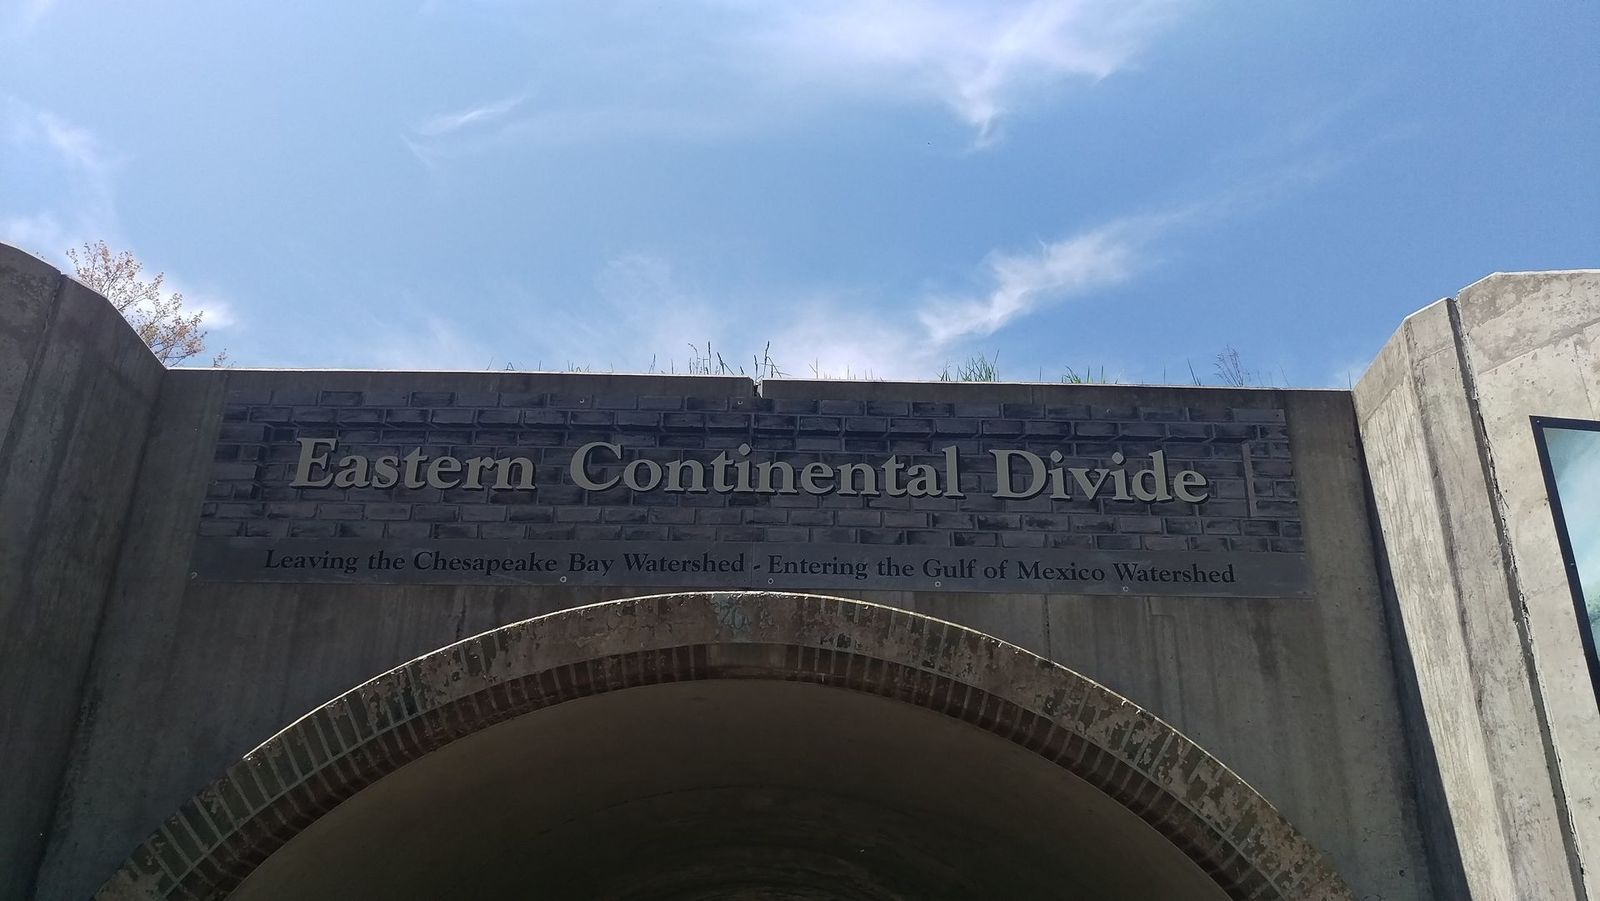 Eastern Continental Divide
Leaving the Chesapeake Bay Watershed - Entering the Gulf of Mexico Watershed